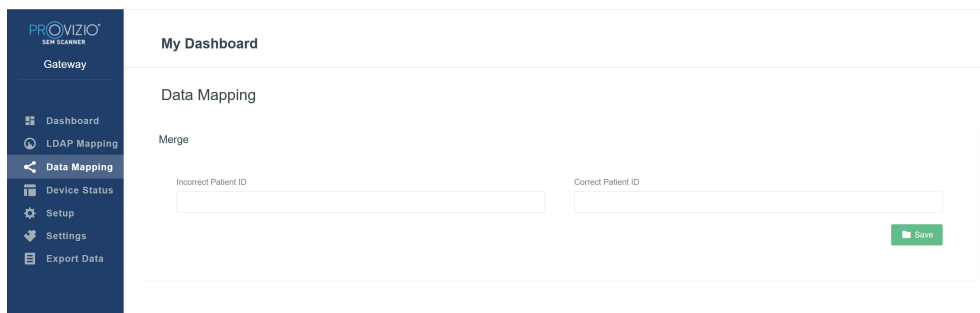 PROVIZIO®
SEM SCANNER
Gateway
Dashboard
LDAP Mapping
Data Mapping
Device Status
Setup
Settings
Export Data
My Dashboard
Data Mapping
Merge
Incorrect Patient ID
Correct Patient ID
Save